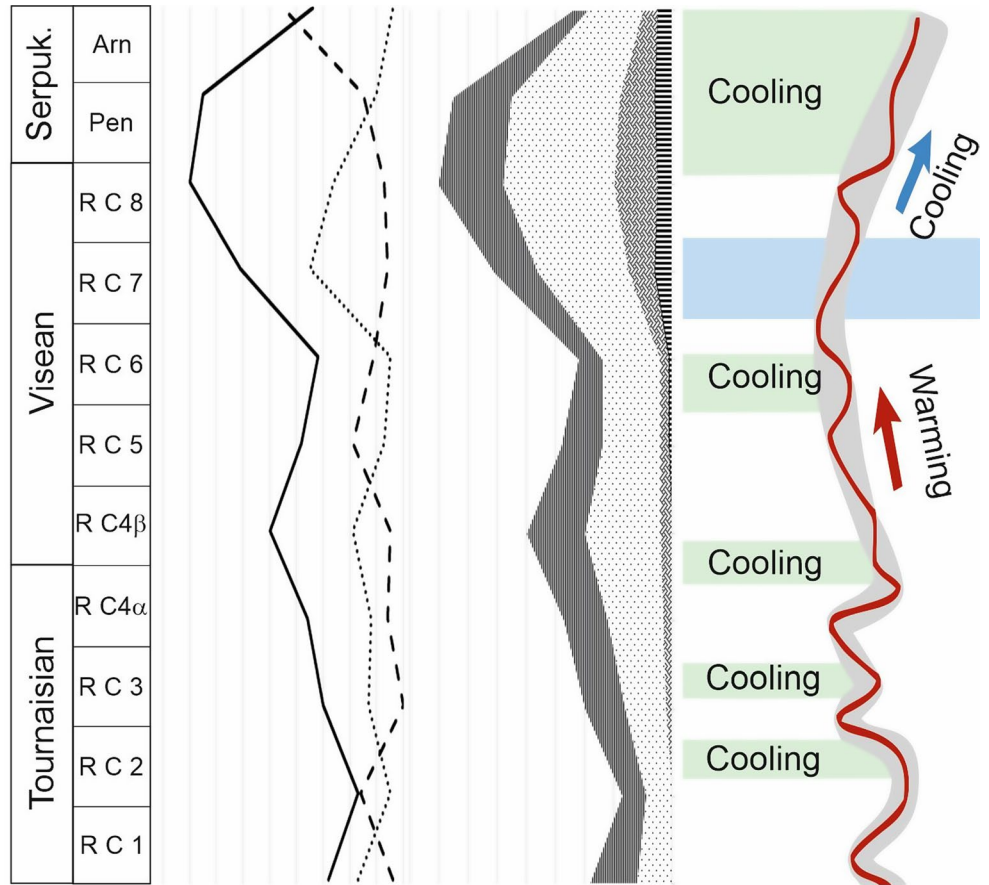 Serpuk.
Arn
Pen
Visean
R C 8
R C 7
R C 6
R C 5
R C4β
Tournaisian
R C4α
R C 3
R C 2
R C 1
Cooling
Cooling
Cooling
Warming
Cooling
Cooling
Cooling